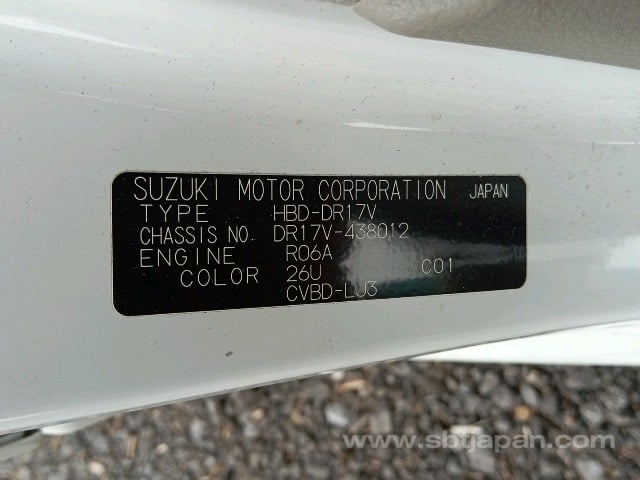 SUZUKI MOTOR CORPORATION JAPAN
TYPE HBD-DR17V
CHASSIS NO. DR17V-438012
ENGINE R06A
COLOR 26U C01
CVBD-LJ3
www.sbtjapan.com